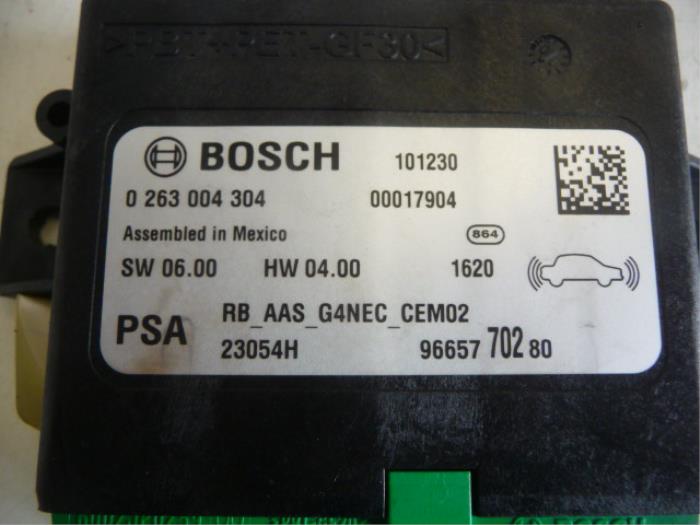 >PBT+PET-GF30<
BOSCH 101230
0 263 004 304 00017904
Assembled in Mexico 864
SW 06.00 HW 04.00 1620
PSA RB_AAS_G4NEC_CEM02
23054H 96657 702 80